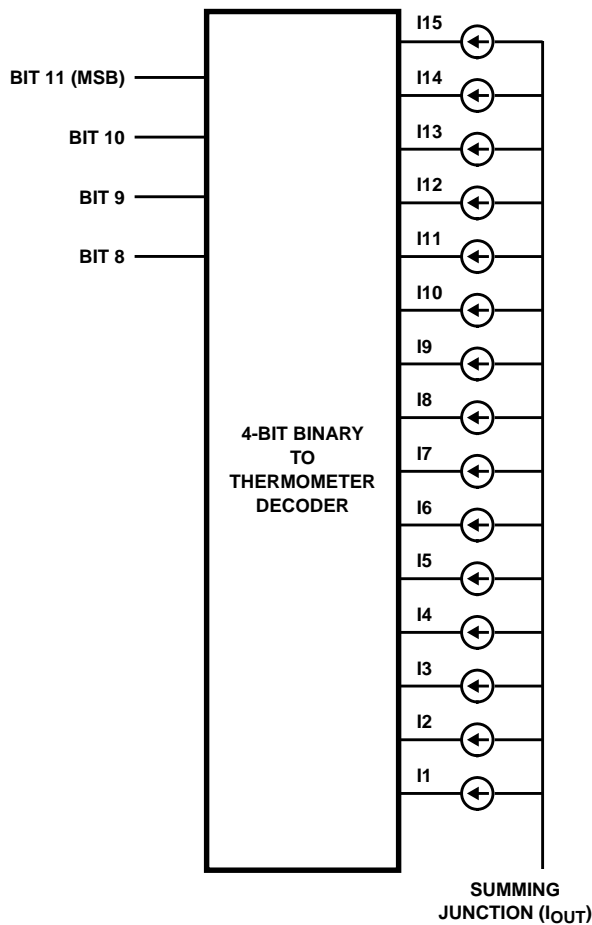 BIT 11 (MSB)
BIT 10
BIT 9
BIT 8
4-BIT BINARY
TO
THERMOMETER
DECODER
I15
I14
I13
I12
I11
I10
I9
I8
I7
I6
I5
I4
I3
I2
I1
SUMMING
JUNCTION (IOUT)